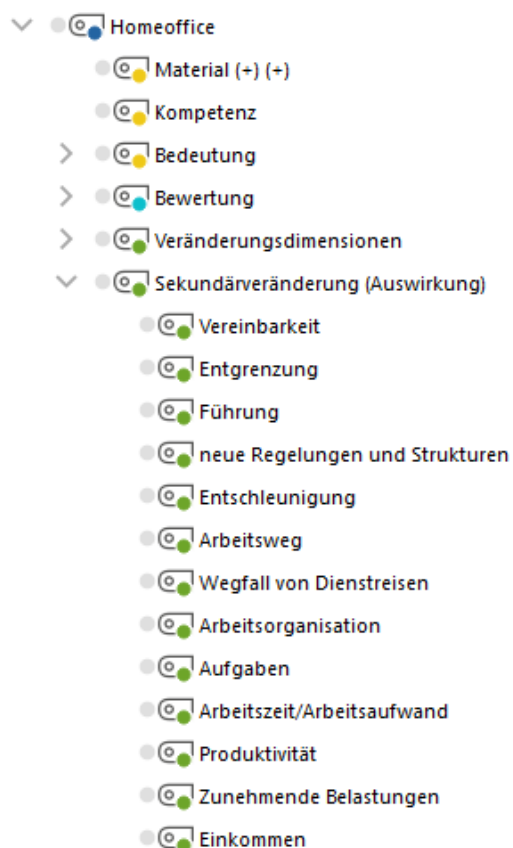 Homeoffice
Material (+) (+)
Kompetenz
Bedeutung
Bewertung
Veränderungsdimensionen
Sekundärveränderung (Auswirkung)
Vereinbarkeit
Entgrenzung
Führung
neue Regelungen und Strukturen
Entschleunigung
Arbeitsweg
Wegfall von Dienstreisen
Arbeitsorganisation
Aufgaben
Arbeitszeit/Arbeitsaufwand
Produktivität
Zunehmende Belastungen
Einkommen